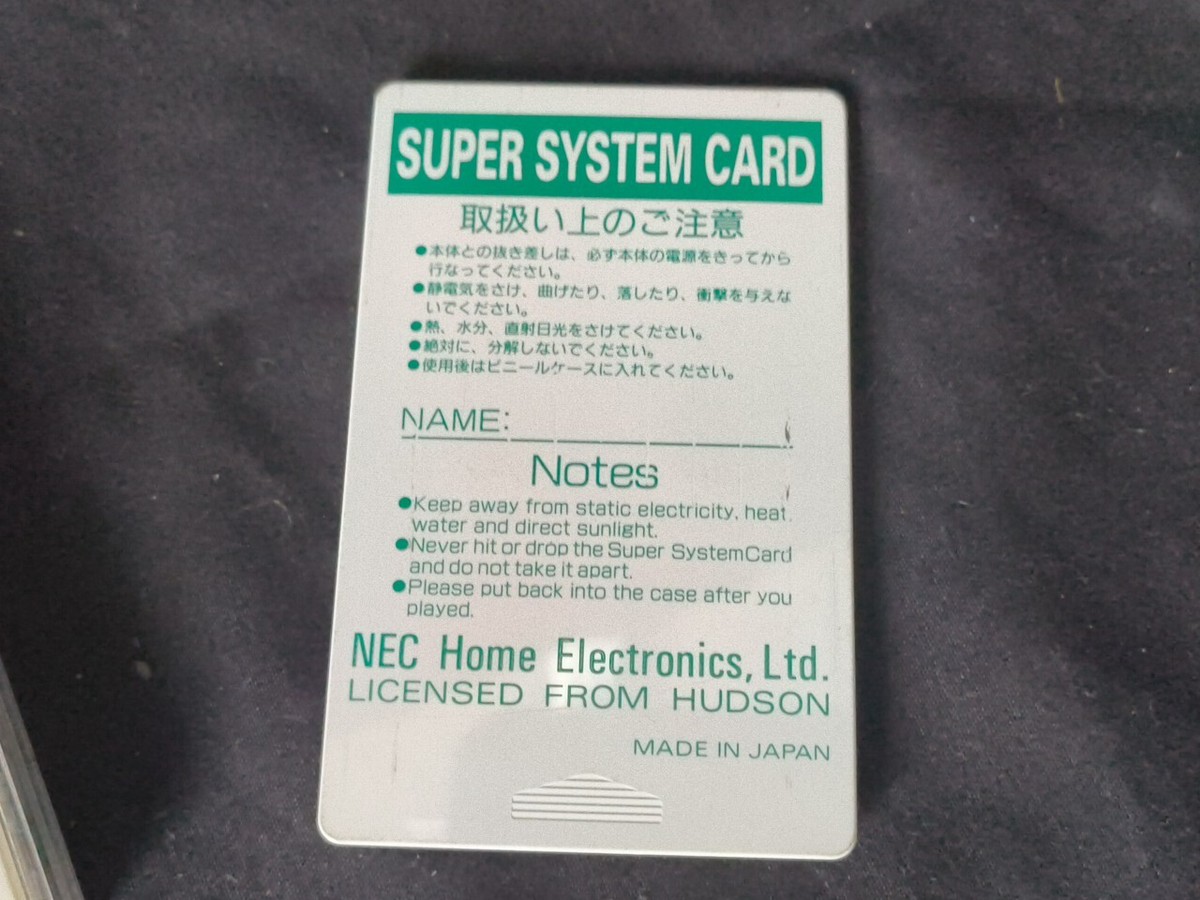 SUPER SYSTEM CARD
取扱い上のご注意
●本体との抜き差しは、必ず本体の電源をきってから
行なってください。
●静電気をさけ、曲げたり、落したり、衝撃を与えな
いでください。
●熱、水分、直射日光をさけてください。
●絶対に、分解しないでください。
●使用後はビニールケースに入れてください。
NAME:
Notes
●Keep away from static electricity, heat,
water and direct sunlight.
●Never hit or drop the Super SystemCard
and do not take it apart.
●Please put back into the case after you
played.
NEC Home Electronics, Ltd.
LICENSED FROM HUDSON
MADE IN JAPAN